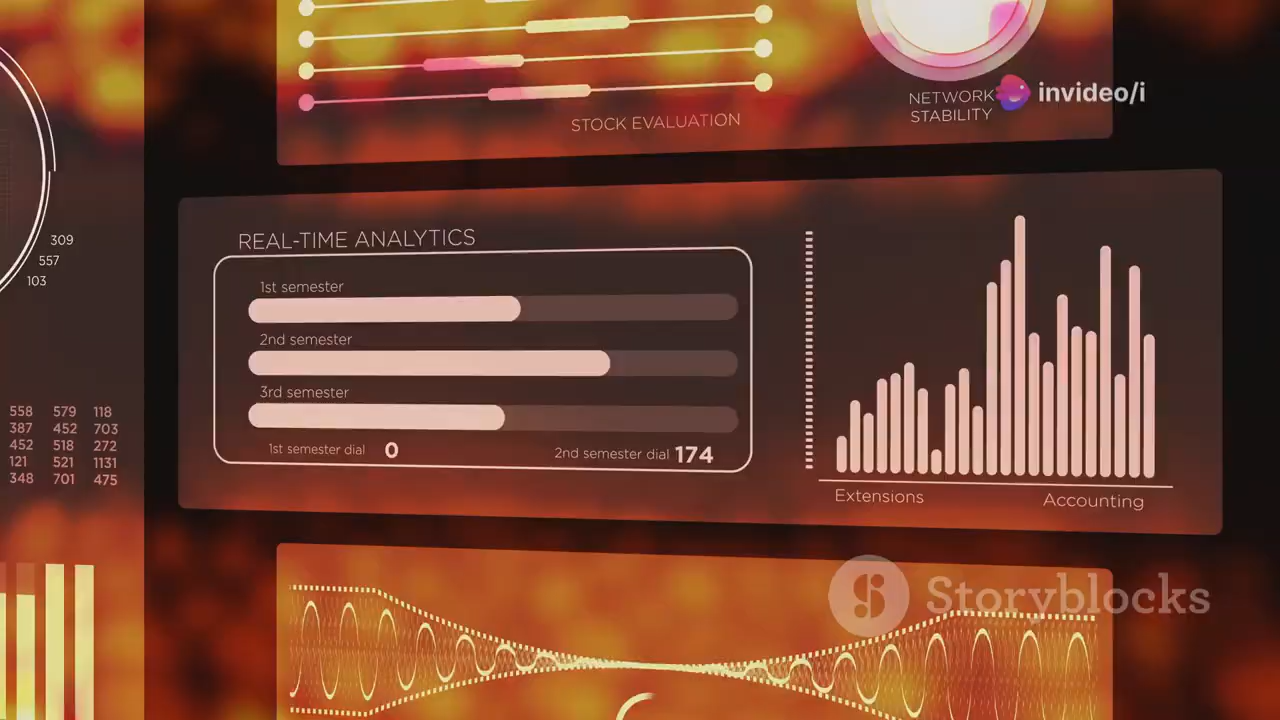 STOCK EVALUATION
NETWORK
STABILITY
invideo/i
309
557
103
REAL-TIME ANALYTICS
1st semester
2nd semester
3rd semester
1st semester dial 0
2nd semester dial 174
Extensions
Accounting
558 579 118
387 452 703
452 518 272
121 521 1131
348 701 475
Storyblocks